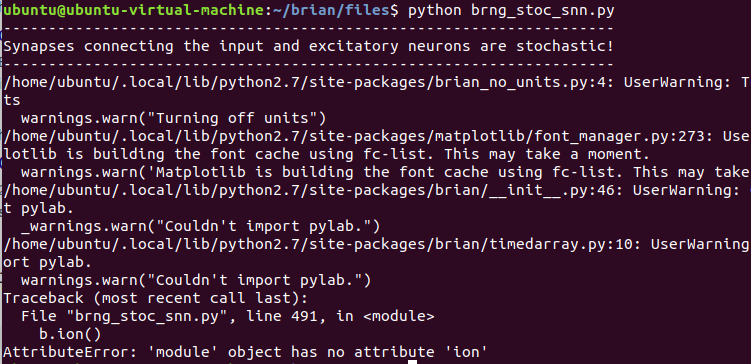 ubuntu@ubuntu-virtual-machine:~/brian/files$ python brng_stoc_snn.py
--------------------------------------------------------------
Synapses connecting the input and excitatory neurons are stochastic!
--------------------------------------------------------------
/home/ubuntu/.local/lib/python2.7/site-packages/brian_no_units.py:4: UserWarning: T
ts
  warnings.warn("Turning off units")
/home/ubuntu/.local/lib/python2.7/site-packages/matplotlib/font_manager.py:273: Use
lotlib is building the font cache using fc-list. This may take a moment.
  warnings.warn('Matplotlib is building the font cache using fc-list. This may take
/home/ubuntu/.local/lib/python2.7/site-packages/brian/__init__.py:46: UserWarning:
t pylab.
  _warnings.warn("Couldn't import pylab.")
/home/ubuntu/.local/lib/python2.7/site-packages/brian/timedarray.py:10: UserWarning
ort pylab.
  warnings.warn("Couldn't import pylab.")
Traceback (most recent call last):
  File "brng_stoc_snn.py", line 491, in <module>
    b.ion()
AttributeError: 'module' object has no attribute 'ion'